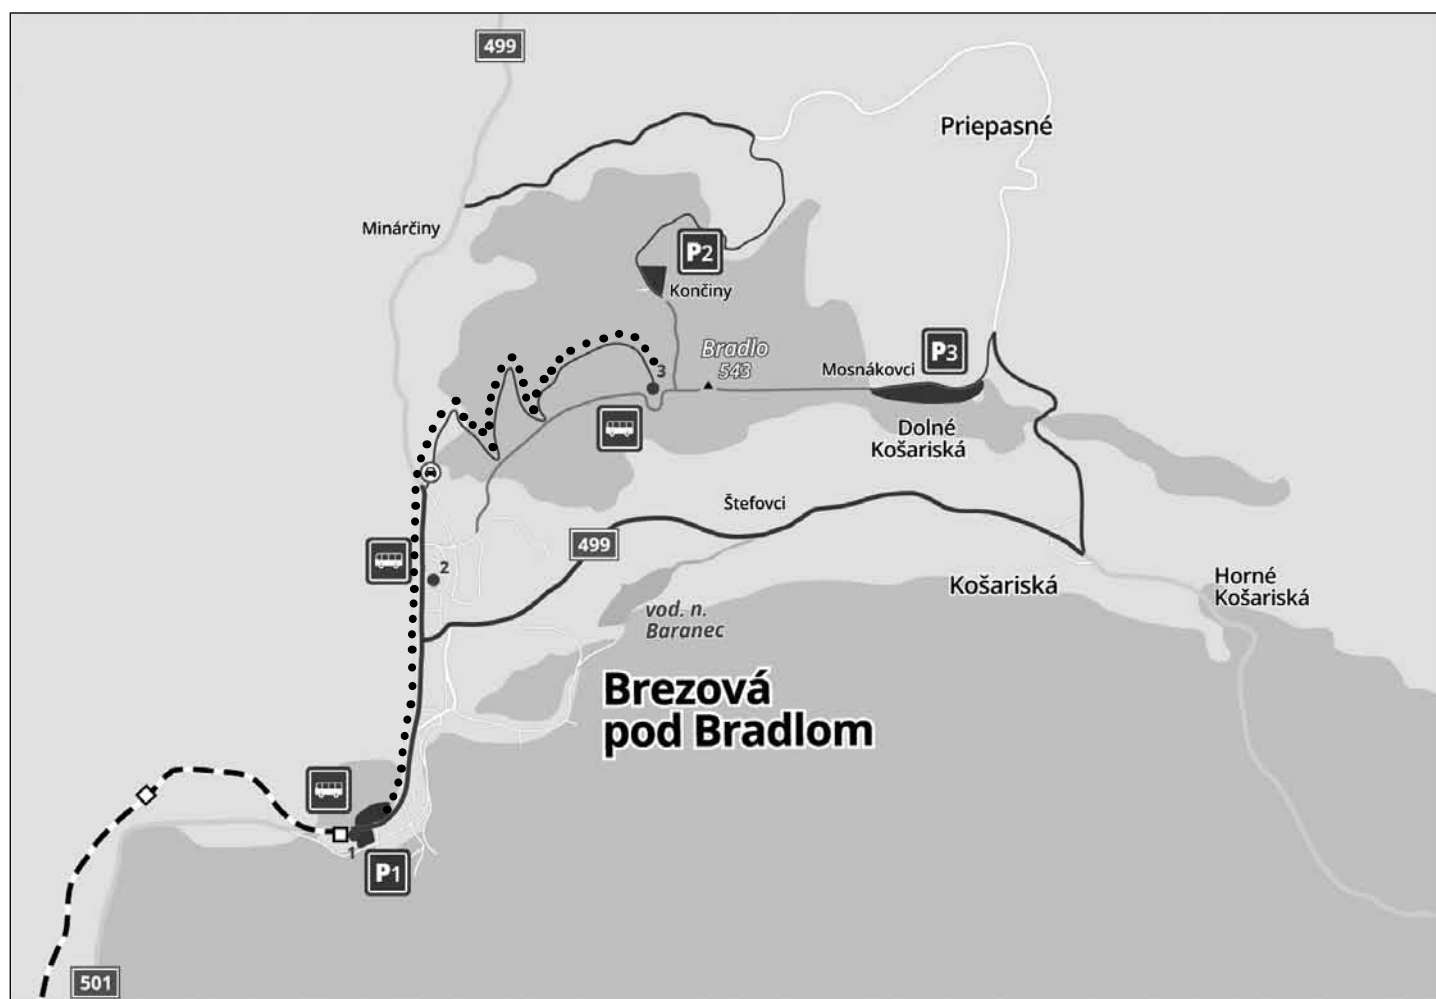 499
Priepasné
Minárčiny
P2
Končiny
Bradlo
543
3
Mosnákovci
P3
Dolné
Košariská
Štefovci
499
2
Košariská
Horné
Košariská
vod. n.
Baranec
Brezová
pod Bradlom
1
P1
501